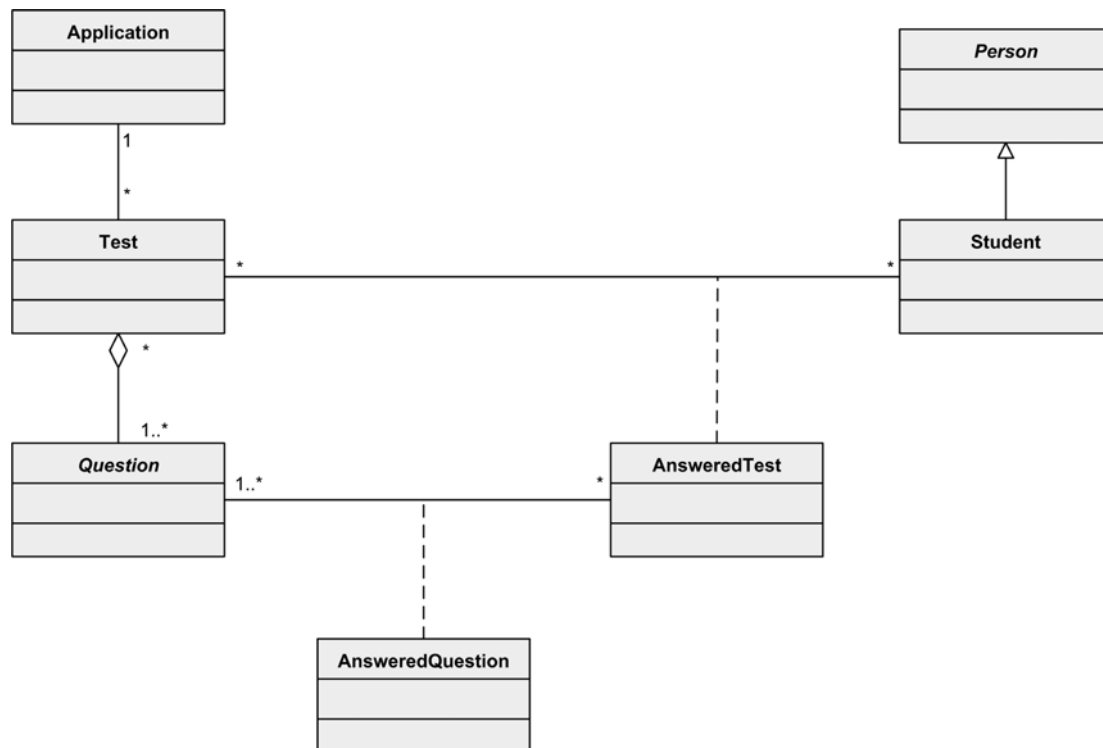 Application
Person
1
*
Test
Student
*
*
*
1..*
Question
AnsweredTest
1..*
*
AnsweredQuestion